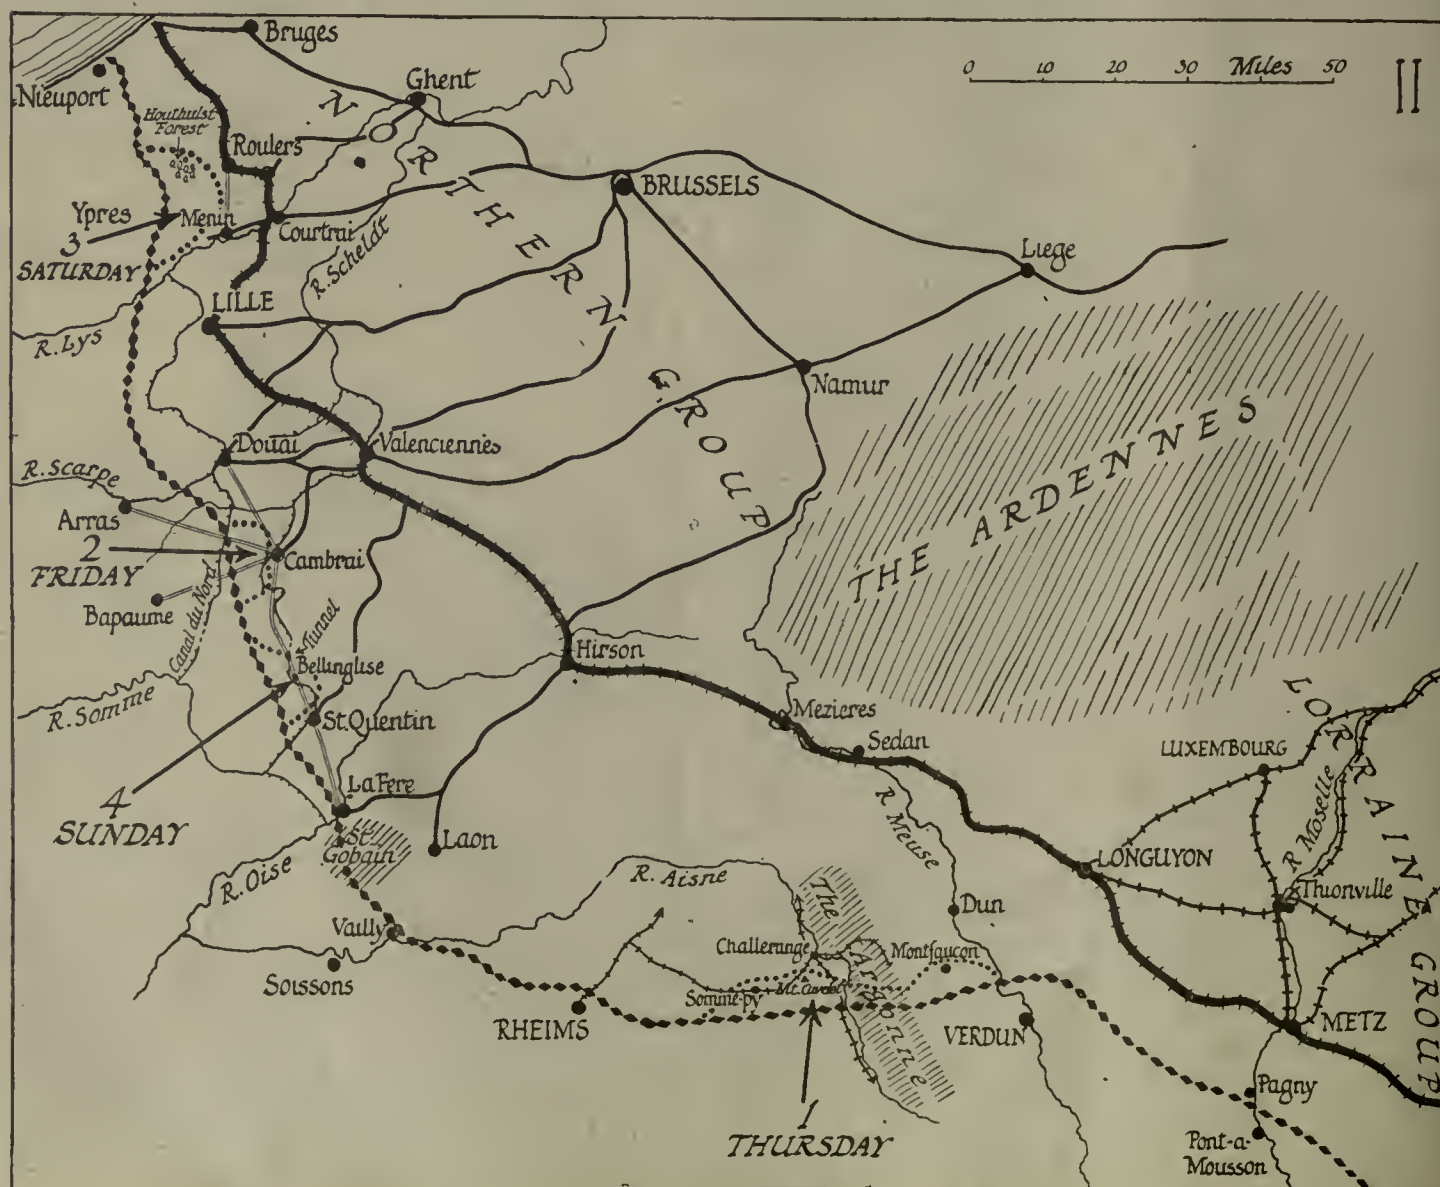 Bruges
0 10 20 30 Miles 50
II
Nieuport
Ghent
Houthulst
Forest
Roulers
NORTHERN GROUP
BRUSSELS
Ypres
Menin
3
SATURDAY
Courtrai
R. Scheldt
Liege
LILLE
R. Lys
Namur
THE ARDENNES
Douai
Valenciennes
R. Scarpe
Arras
2
FRIDAY
Cambrai
Bapaume
Canal du Nord
Tunnel
Bellinglise
Hirson
R. Somme
St. Quentin
Mezieres
Sedan
LORRAINE GROUP
LUXEMBOURG
R. Moselle
4
SUNDAY
La Fere
St.
Gobain
Laon
R. Meuse
LONGUYON
Thionville
R. Oise
R. Aisne
The Argonne
Dun
Vailly
Soissons
Challerange
Montfaucon
Somme-py
RHEIMS
VERDUN
METZ
1
THURSDAY
Pagny
Pont-a-
Mousson